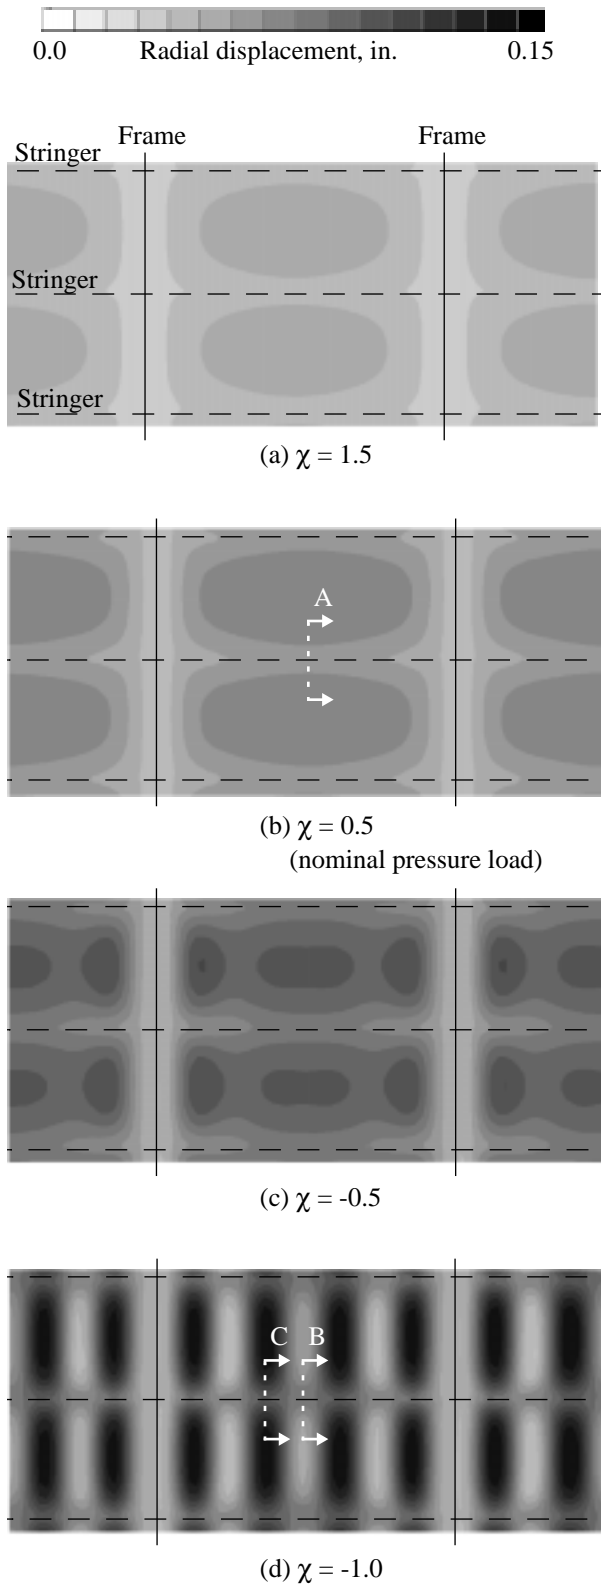 0.0 Radial displacement, in. 0.15
Frame Frame
Stringer
Stringer
Stringer
(a) χ = 1.5
A
(b) χ = 0.5
(nominal pressure load)
(c) χ = -0.5
C B
(d) χ = -1.0